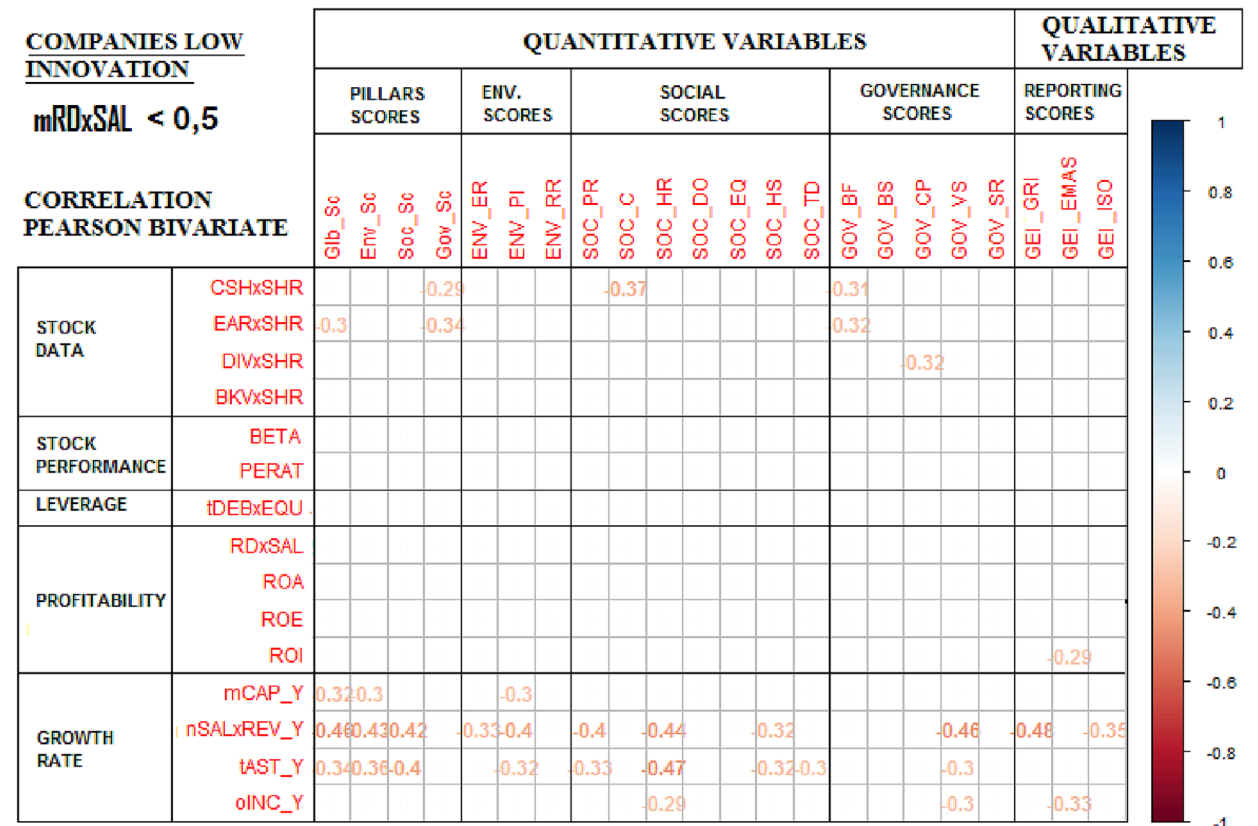 COMPANIES LOW
INNOVATION
mRDxSAL < 0,5
CORRELATION
PEARSON BIVARIATE
QUANTITATIVE VARIABLES
QUALITATIVE
VARIABLES
PILLARS
SCORES
ENV.
SCORES
SOCIAL
SCORES
GOVERNANCE
SCORES
REPORTING
SCORES
Glb_Sc
Env_Sc
Soc_Sc
Gov_Sc
ENV_ER
ENV_PI
ENV_RR
SOC_PR
SOC_C
SOC_HR
SOC_DO
SOC_EQ
SOC_HS
SOC_TD
GOV_BF
GOV_BS
GOV_CP
GOV_VS
GOV_SR
GEI_GRI
GEI_EMAS
GEI_ISO
STOCK
DATA
CSHxSHR -0.29 -0.37 -0.31
EARxSHR -0.3 -0.34 -0.32
DIVxSHR -0.32
BKVxSHR
STOCK
PERFORMANCE
BETA
PERAT
LEVERAGE
tDEBxEQU
PROFITABILITY
RDxSAL
ROA
ROE
ROI -0.29
GROWTH
RATE
mCAP_Y -0.32 -0.3 -0.3
nSALxREV_Y -0.46 -0.43 -0.42 -0.33 -0.4 -0.4 -0.44 -0.32 -0.46 -0.48 -0.35
tAST_Y -0.34 -0.36 -0.4 -0.32 -0.33 -0.47 -0.32 -0.3 -0.3
oINC_Y -0.29 -0.3 -0.33
1
0.8
0.6
0.4
0.2
0
-0.2
-0.4
-0.6
-0.8
-1